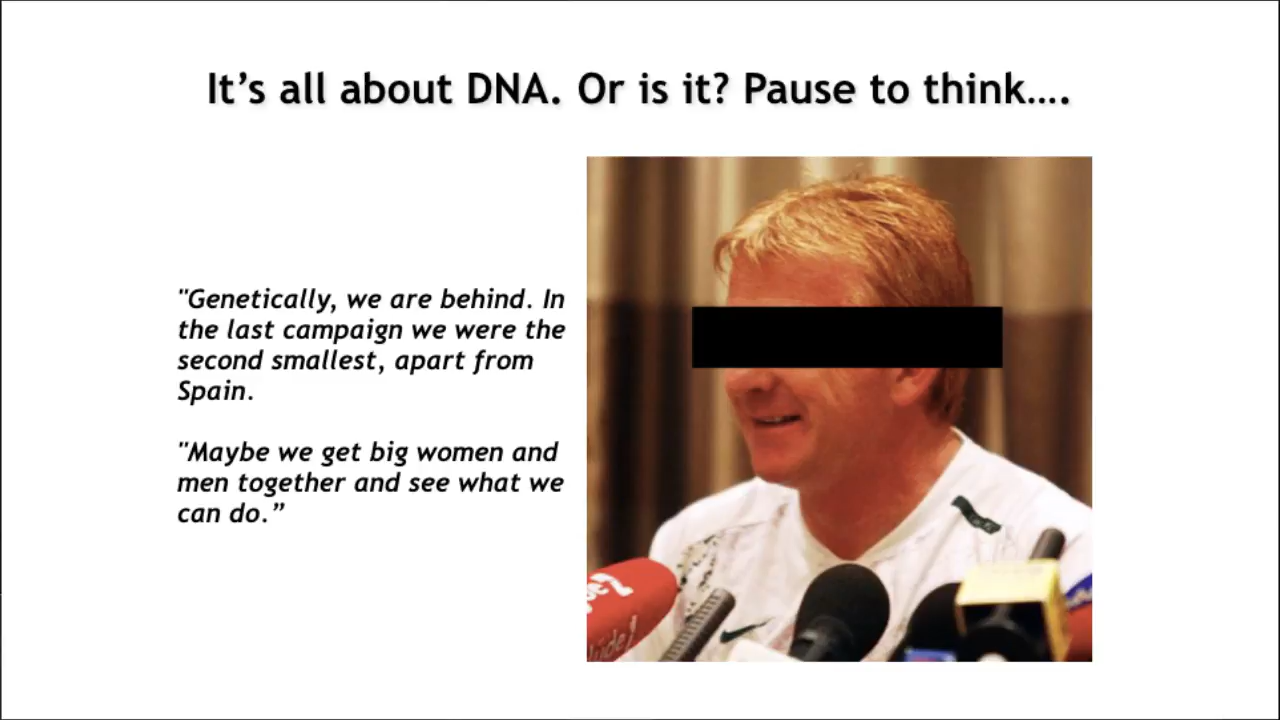 It’s all about DNA. Or is it? Pause to think….
"Genetically, we are behind. In
the last campaign we were the
second smallest, apart from
Spain.
"Maybe we get big women and
men together and see what we
can do.”